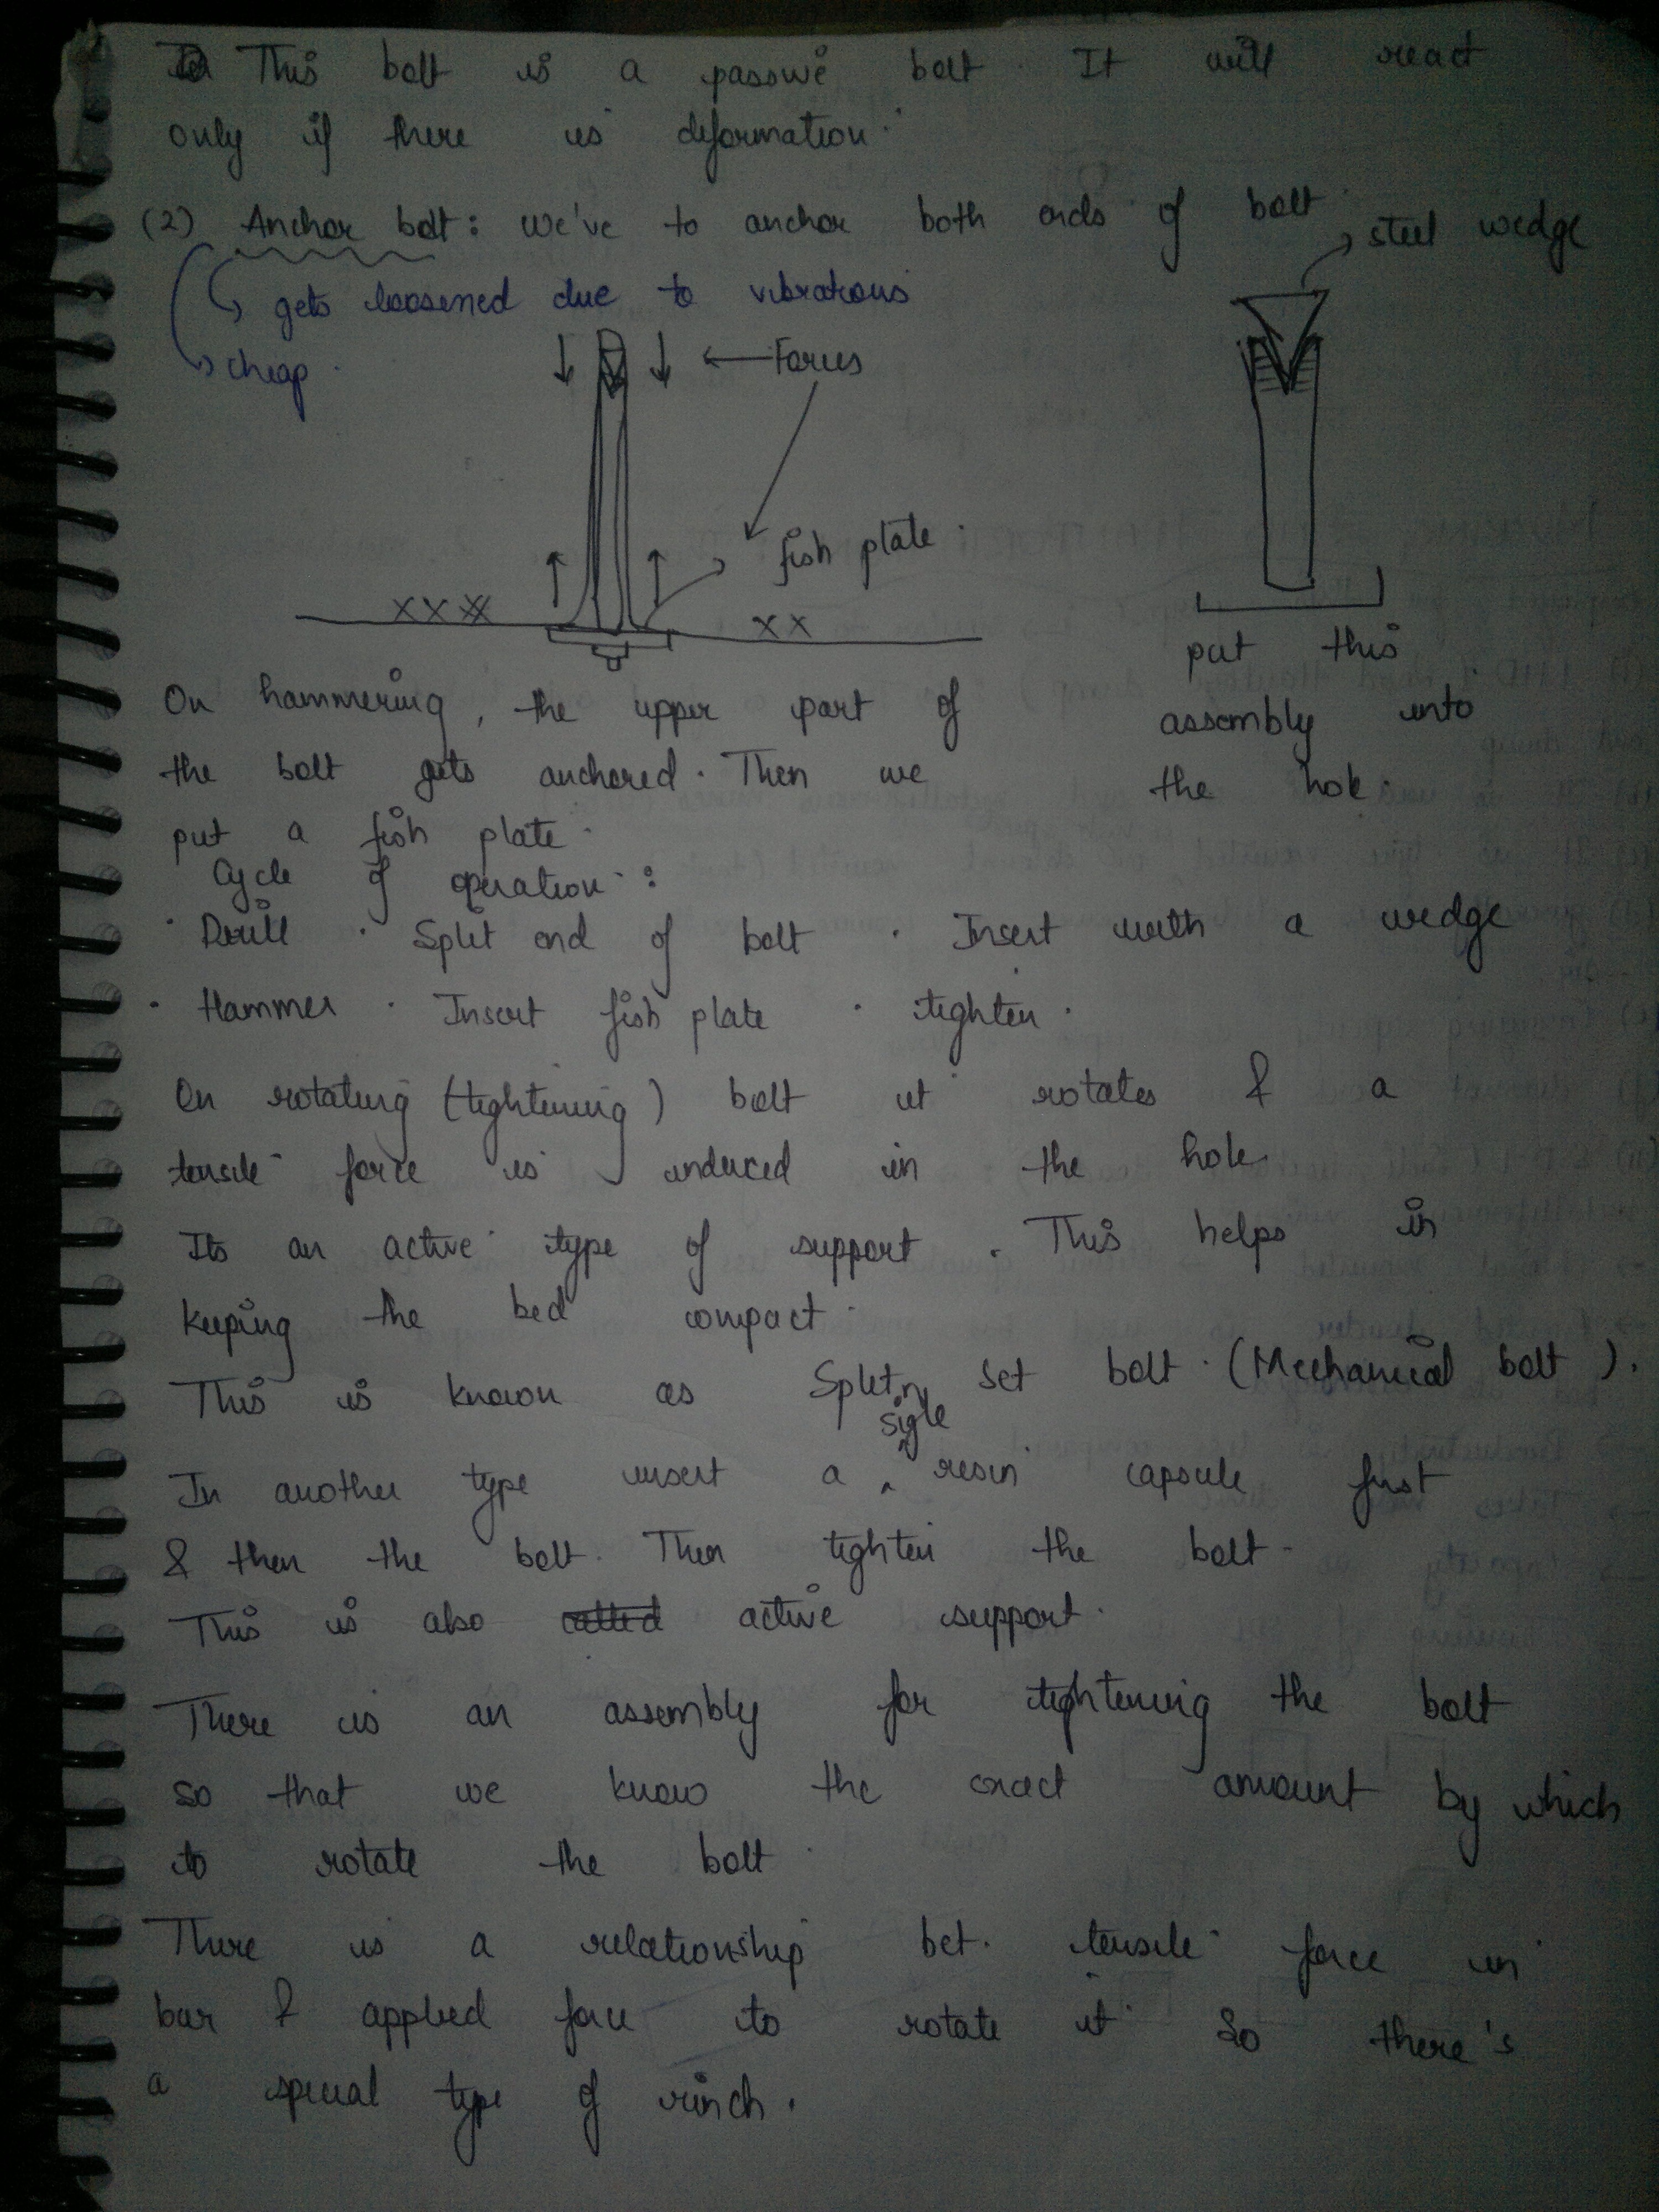 This bolt is a passive bolt. It will react
only if there is deformation.
(2) Anchor bolt: we've to anchor both ends of bolt.
steel wedge
gets loosened due to vibrations
cheap.
Forces
fish plate.
xxxx
xx
put this
assembly into
the hole.
On hammering, the upper part of
the bolt gets anchored. Then we
put a fish plate.
Cycle of operation:
· Drill · Split end of bolt · Insert with a wedge
· Hammer · Insert fish plate · tighten.
On rotating (tightening) bolt it rotates & a
tensile force is induced in the hole.
Its an active type of support. This helps in
keeping the bed compact.
This is known as Split set bolt. (Mechanical bolt).
In another type insert a sigle resin capsule first
& then the bolt. Then tighten the bolt.
This is also called active support.
There is an assembly for tightening the bolt
so that we know the exact amount by which
to rotate the bolt.
There is a relationship bet. tensile force in
bar & applied force to rotate it. So there's
a special type of rinch.